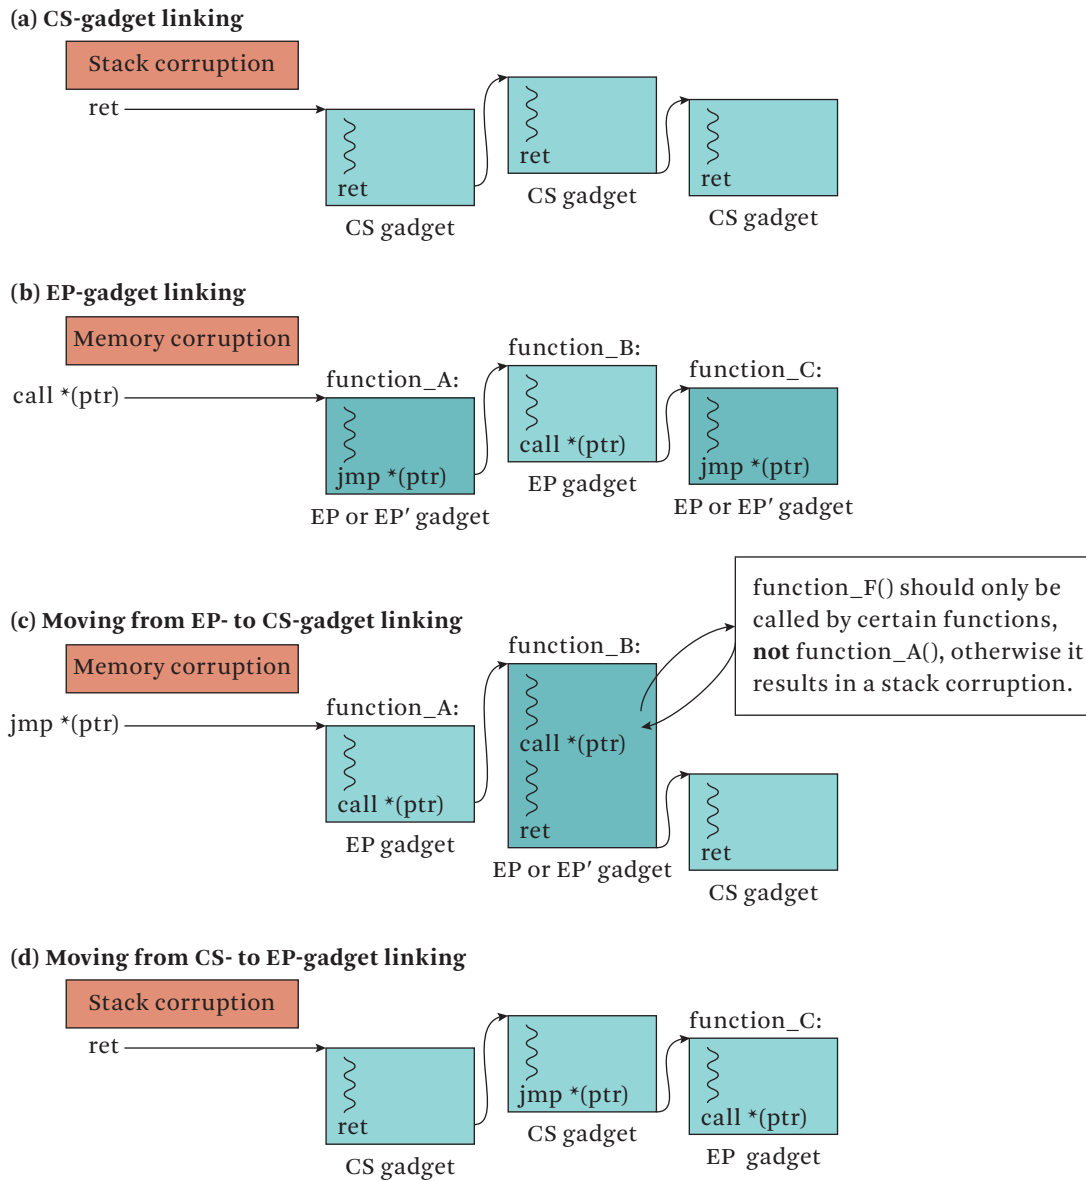 (a) CS-gadget linking
Stack corruption
ret
ret
CS gadget
ret
CS gadget
ret
CS gadget
(b) EP-gadget linking
Memory corruption
call *(ptr)
function_A:
jmp *(ptr)
EP or EP′ gadget
function_B:
call *(ptr)
EP gadget
function_C:
jmp *(ptr)
EP or EP′ gadget
(c) Moving from EP- to CS-gadget linking
Memory corruption
jmp *(ptr)
function_A:
call *(ptr)
EP gadget
function_B:
call *(ptr)
ret
EP or EP′ gadget
function_F() should only be
called by certain functions,
not function_A(), otherwise it
results in a stack corruption.
ret
CS gadget
(d) Moving from CS- to EP-gadget linking
Stack corruption
ret
ret
CS gadget
jmp *(ptr)
CS gadget
function_C:
call *(ptr)
EP gadget